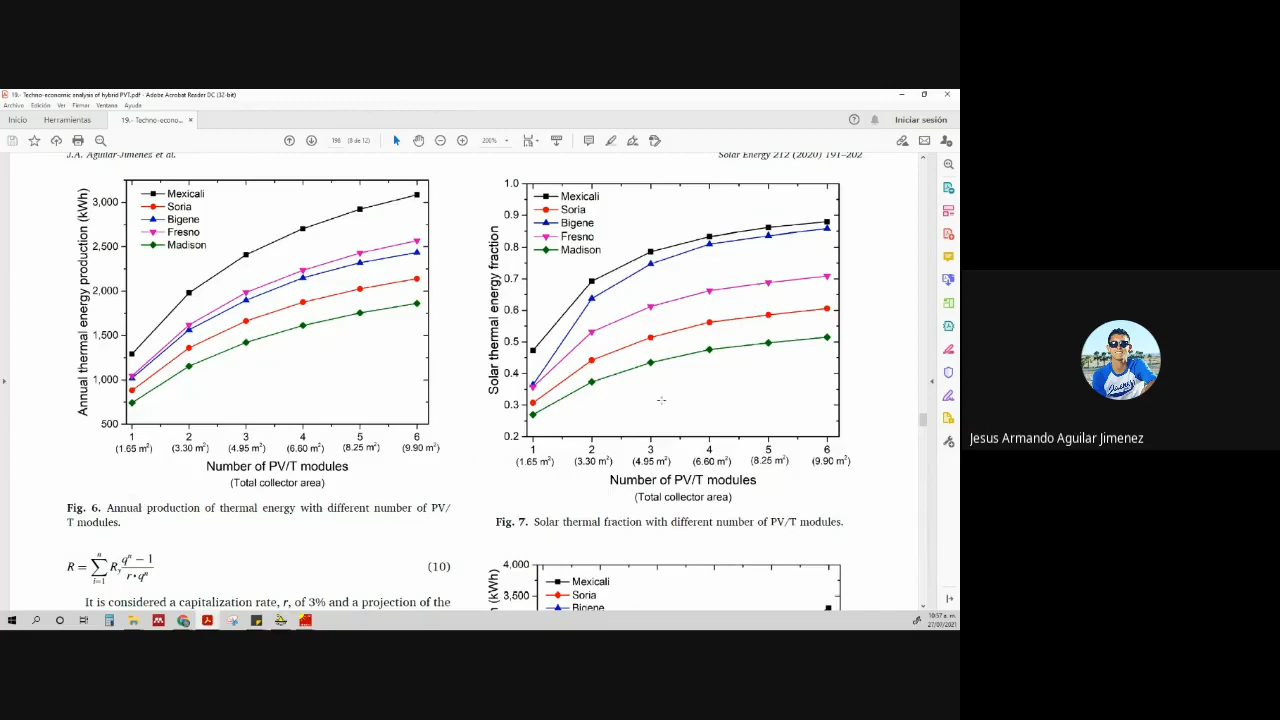 19.- Techno-economic analysis of hybrid PVT.pdf - Adobe Acrobat Reader DC (32-bit)
Archivo Edición Ver Firmar Ventana Ayuda
Inicio Herramientas 19.- Techno-econo... × Iniciar sesión
198 (8 de 12) 200%
J.A. Aguilar-Jiménez et al. Solar Energy 212 (2020) 191–202
Annual thermal energy production (kWh)
3,000
2,500
2,000
1,500
1,000
500
Mexicali
Soria
Bigene
Fresno
Madison
1 2 3 4 5 6
(1.65 m²) (3.30 m²) (4.95 m²) (6.60 m²) (8.25 m²) (9.90 m²)
Number of PV/T modules
(Total collector area)
Fig. 6. Annual production of thermal energy with different number of PV/
T modules.
R = ∑ⁿᵢ₌₁ Rᵧ (qⁿ − 1)/(r • qⁿ) (10)
It is considered a capitalization rate, r, of 3% and a projection of the
Solar thermal energy fraction
1.0
0.9
0.8
0.7
0.6
0.5
0.4
0.3
0.2
Mexicali
Soria
Bigene
Fresno
Madison
1 2 3 4 5 6
(1.65 m²) (3.30 m²) (4.95 m²) (6.60 m²) (8.25 m²) (9.90 m²)
Number of PV/T modules
(Total collector area)
Fig. 7. Solar thermal fraction with different number of PV/T modules.
4,000
3,500
(kWh)
Mexicali
Soria
Bigene
10:57 a. m.
27/07/2021
Jesus Armando Aguilar Jimenez